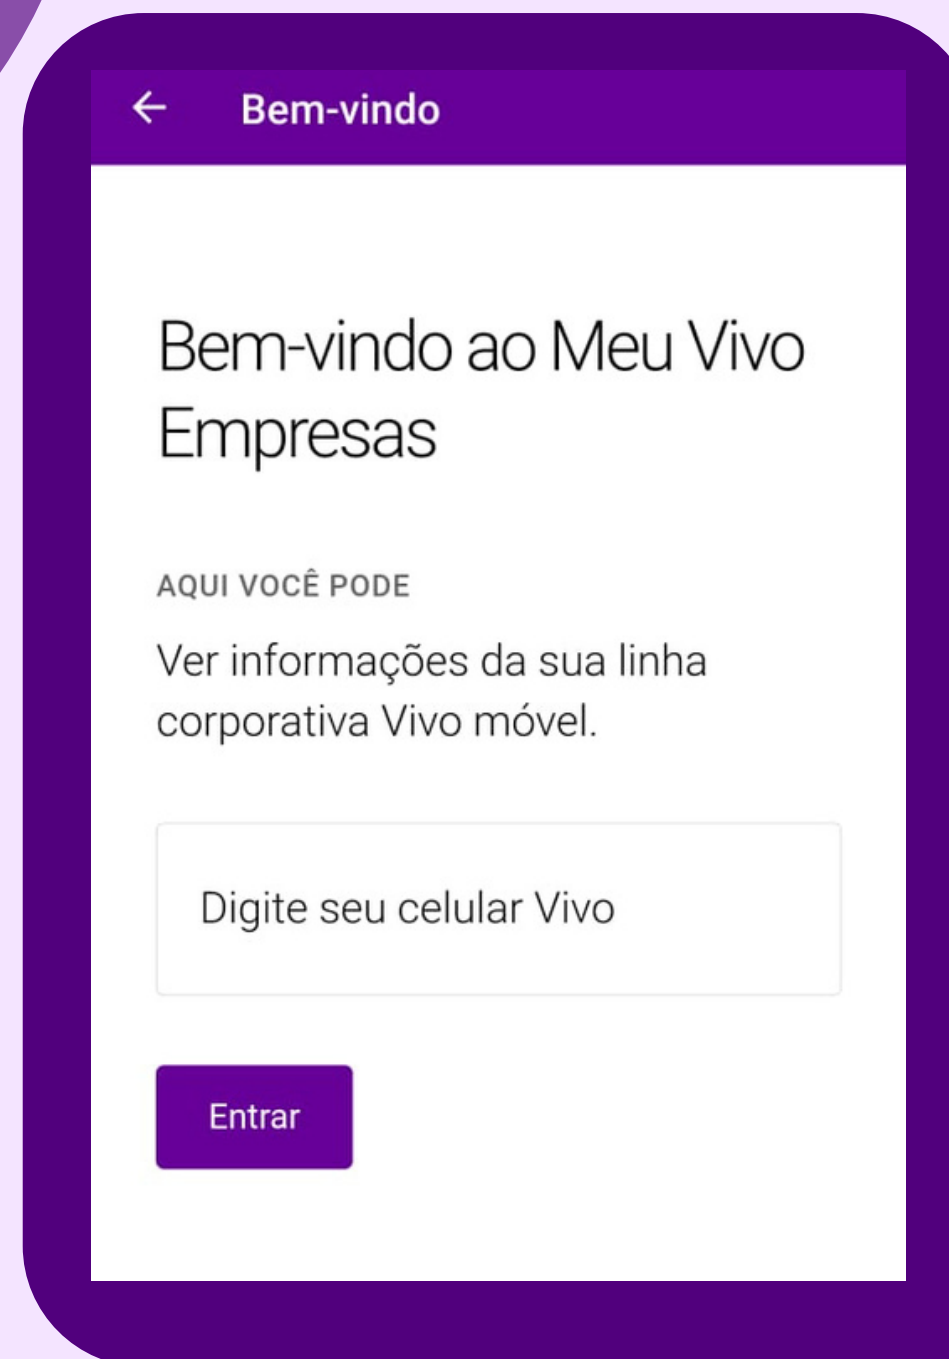 Bem-vindo
Bem-vindo ao Meu Vivo
Empresas
AQUI VOCÊ PODE
Ver informações da sua linha
corporativa Vivo móvel.
Digite seu celular Vivo
Entrar